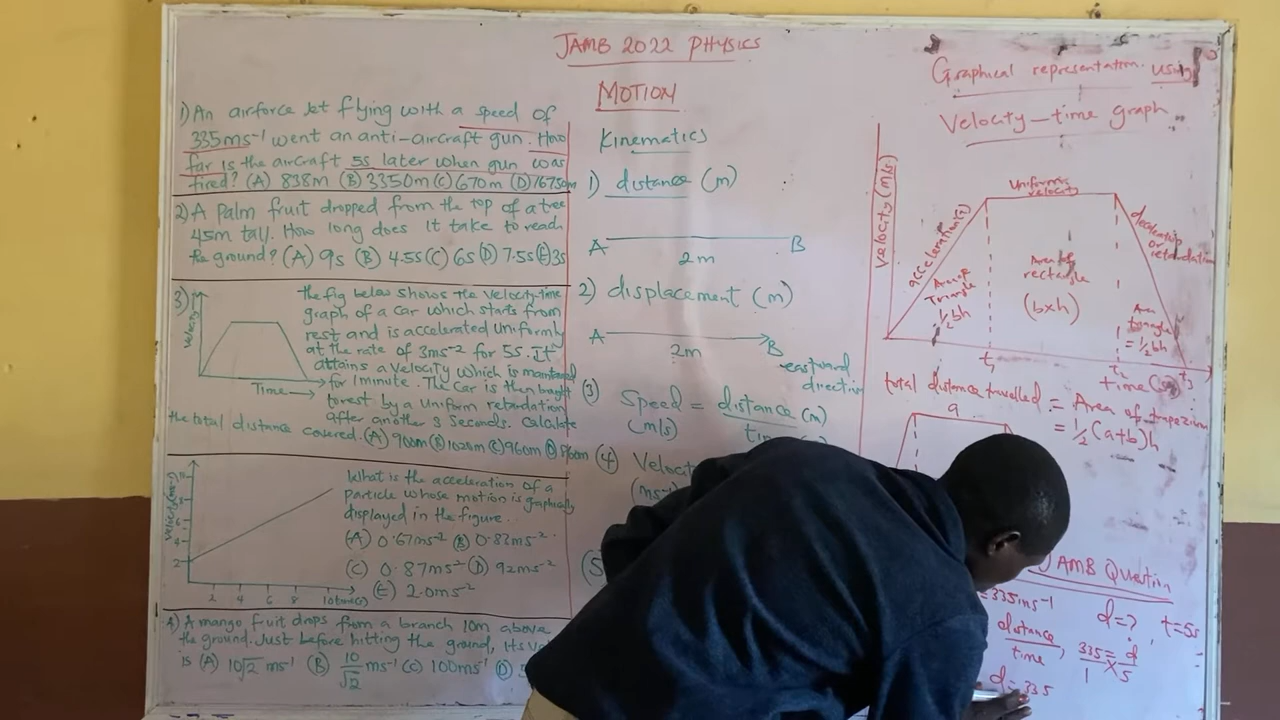 JAMB 2022 PHYSICS
MOTION
1) An airforce Jet flying with a speed of
335ms⁻¹ went an anti-aircraft gun. How
far is the aircraft 5s later when gun was
fired? (A) 838m (B) 3350m (C) 670m (D) 1675m
2) A palm fruit dropped from the top of a tree
45m tall. How long does it take to reach
the ground? (A) 9s (B) 4.5s (C) 6s (D) 7.5s (E) 3s
3)
Velocity
Time
the fig below shows the velocity-time
graph of a car which starts from
rest and is accelerated uniformly
at the rate of 3ms⁻² for 5s. It
attains a velocity which is maintained
for 1 minute. The car is then brought
to rest by a uniform retardation
after another 3 seconds. Calculate
the total distance covered. (A) 900m (B) 1020m (C) 960m (D)
What is the acceleration of a
particle whose motion is graphically
displayed in the figure.
(A) 0.67ms⁻² (B) 0.83ms⁻²
(C) 0.87ms⁻² (D) 92ms⁻²
(E) 2.0ms⁻²
Velocity(ms⁻¹)
6
4
2
2 4 6 8 10 time(s)
4) A mango fruit drops from a branch 10m above
the ground. Just before hitting the ground, its
is (A) 10√2 ms⁻¹ (B) 10/√2 ms⁻¹ (C) 100ms⁻¹ (D)
Kinematics
1) distance (m)
A B
2m
2) displacement (m)
A B
2m
eastward
direction
(3) Speed = distance (m)
(m/s)
(4)
(5
Graphical representation using
Velocity – time graph
Velocity (m/s)
acceleration
Uniform
velocity
or retardation
Area of
Triangle
½bh
Area of
rectangle
(bxh)
Area
triangle
= ½bh
t₁ t₂ t₃
time (s)
total distance travelled = Area of trapezium
= ½(a+b)h
a
JAMB Question
=335ms⁻¹ d=? , t=5s
distance
time , 335 = d
1 5
d = 335